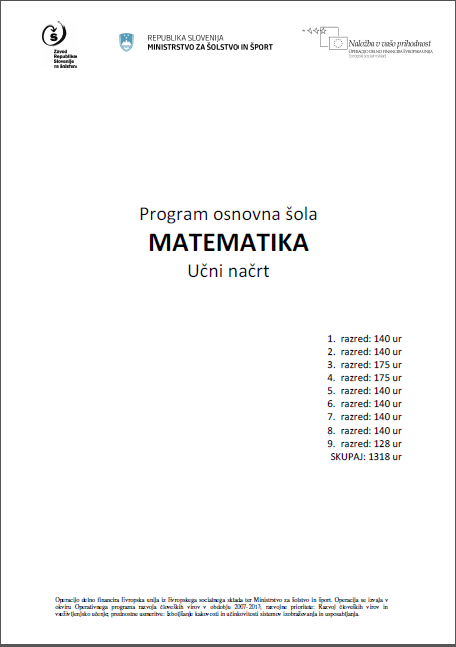 Š
Zavod
Republike
Slovenije
za šolstvo
REPUBLIKA SLOVENIJA
MINISTRSTVO ZA ŠOLSTVO IN ŠPORT
Naložba v vašo prihodnost
OPERACIJO DELNO FINANCIRA EVROPSKA UNIJA
Evropski socialni sklad
Program osnovna šola
MATEMATIKA
Učni načrt
1. razred: 140 ur
2. razred: 140 ur
3. razred: 175 ur
4. razred: 175 ur
5. razred: 140 ur
6. razred: 140 ur
7. razred: 140 ur
8. razred: 140 ur
9. razred: 128 ur
SKUPAJ: 1318 ur
Operacijo delno financira Evropska unija iz Evropskega socialnega sklada ter Ministrstvo za šolstvo in šport. Operacija se izvaja v
okviru Operativnega programa razvoja človeških virov v obdobju 2007-2013, razvojne prioritete: Razvoj človeških virov in
vseživljenjsko učenje; prednostne usmeritve: Izboljšanje kakovosti in učinkovitosti sistemov izobraževanja in usposabljanja.